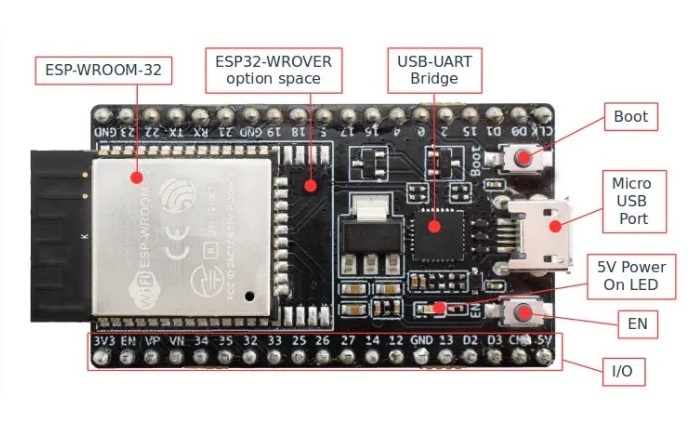 ESP-WROOM-32
ESP32-WROVER
option space
USB-UART
Bridge
Boot
Micro
USB
Port
5V Power
On LED
EN
I/O
GND 23 22 TX RX 21 GND 19 18 5 17 16 4 0 2 15 D1 D0 CLK
Boot
K
WiFi ESP-WROOM
CE
R
EN
3V3 EN VP VN 34 35 32 33 25 26 27 14 12 GND 13 D2 D3 CMD 5V